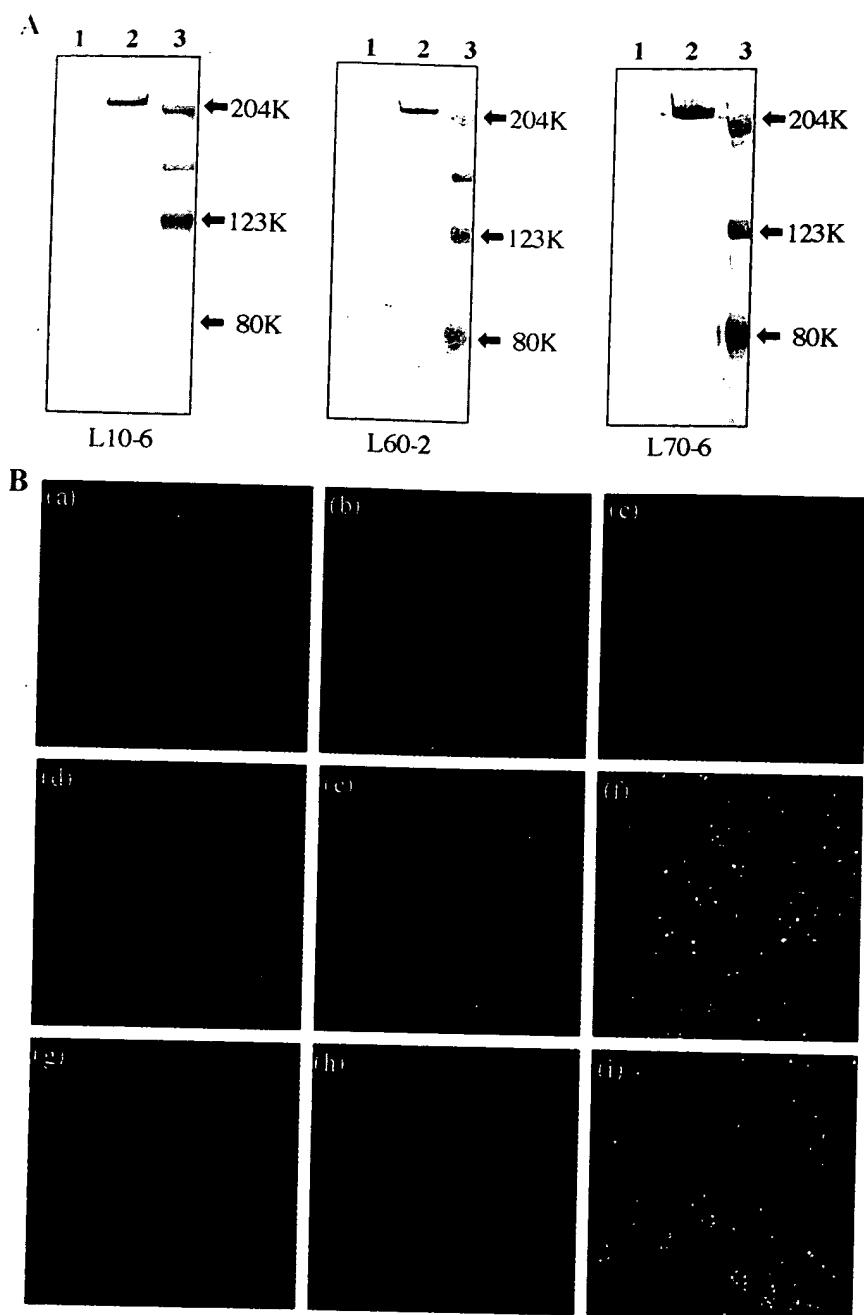 A
1 2 3
204K
123K
80K
L10-6
1 2 3
204K
123K
80K
L60-2
1 2 3
204K
123K
80K
L70-6
B
(a) (b) (c)
(d) (e) (f)
(g) (h) (i)